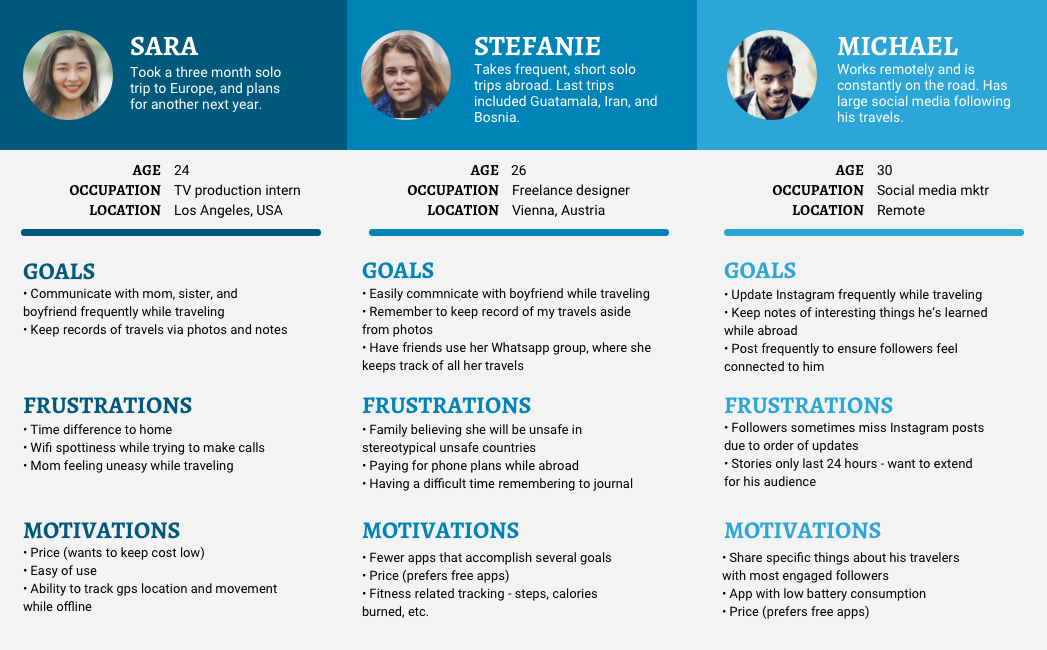 SARA
Took a three month solo
trip to Europe, and plans
for another next year.
AGE 24
OCCUPATION TV production intern
LOCATION Los Angeles, USA
GOALS
• Communicate with mom, sister, and
boyfriend frequently while traveling
• Keep records of travels via photos and notes
FRUSTRATIONS
• Time difference to home
• Wifi spottiness while trying to make calls
• Mom feeling uneasy while traveling
MOTIVATIONS
• Price (wants to keep cost low)
• Easy of use
• Ability to track gps location and movement
while offline
STEFANIE
Takes frequent, short solo
trips abroad. Last trips
included Guatamala, Iran, and
Bosnia.
AGE 26
OCCUPATION Freelance designer
LOCATION Vienna, Austria
GOALS
• Easily commnicate with boyfriend while traveling
• Remember to keep record of my travels aside
from photos
• Have friends use her Whatsapp group, where she
keeps track of all her travels
FRUSTRATIONS
• Family believing she will be unsafe in
stereotypical unsafe countries
• Paying for phone plans while abroad
• Having a difficult time remembering to journal
MOTIVATIONS
• Fewer apps that accomplish several goals
• Price (prefers free apps)
• Fitness related tracking - steps, calories
burned, etc.
MICHAEL
Works remotely and is
constantly on the road. Has
large social media following
his travels.
AGE 30
OCCUPATION Social media mktr
LOCATION Remote
GOALS
• Update Instagram frequently while traveling
• Keep notes of interesting things he's learned
while abroad
• Post frequently to ensure followers feel
connected to him
FRUSTRATIONS
• Followers sometimes miss Instagram posts
due to order of updates
• Stories only last 24 hours - want to extend
for his audience
MOTIVATIONS
• Share specific things about his travelers
with most engaged followers
• App with low battery consumption
• Price (prefers free apps)